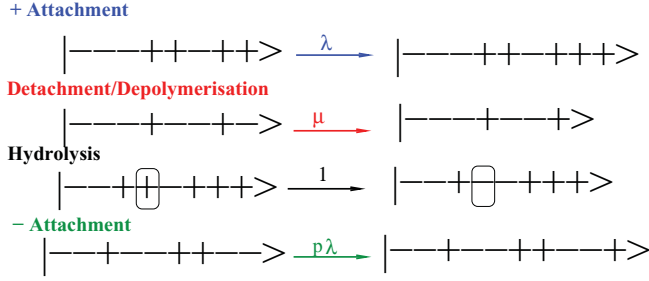 + Attachment
|———++—++> λ |———++—+++>
Detachment/Depolymerisation
|———+——+—> μ |———+——+>
Hydrolysis
|——++—+++> 1 |——+——+++>
− Attachment
|——+——++——> pλ |——+——++——+>